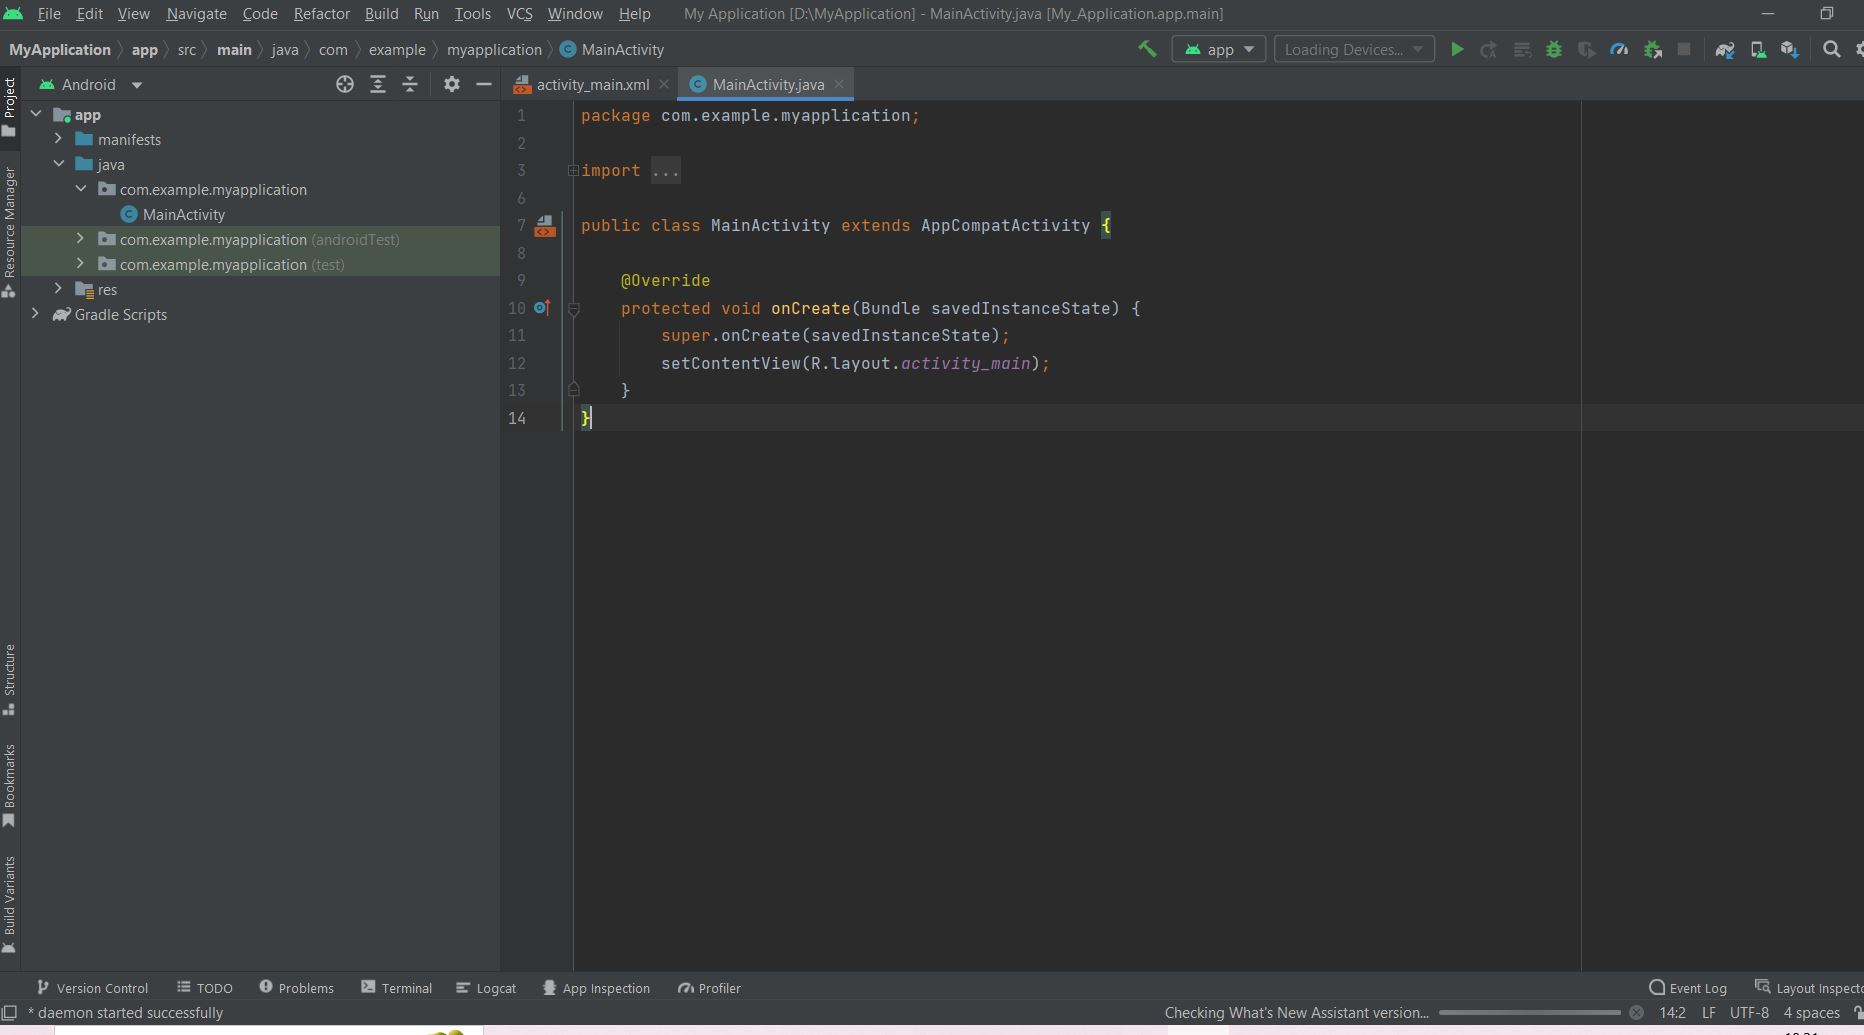 File Edit View Navigate Code Refactor Build Run Tools VCS Window Help My Application [D:\MyApplication] - MainActivity.java [My_Application.app.main]
MyApplication app src main java com example myapplication MainActivity app Loading Devices...
Project
Android
activity_main.xml MainActivity.java
app
manifests
java
com.example.myapplication
MainActivity
com.example.myapplication (androidTest)
com.example.myapplication (test)
res
Gradle Scripts
Resource Manager
Structure
Bookmarks
Build Variants
1 package com.example.myapplication;
2
3 import ...
6
7 public class MainActivity extends AppCompatActivity {
8
9 @Override
10 protected void onCreate(Bundle savedInstanceState) {
11 super.onCreate(savedInstanceState);
12 setContentView(R.layout.activity_main);
13 }
14 }
Version Control TODO Problems Terminal Logcat App Inspection Profiler Event Log Layout Inspecto
* daemon started successfully Checking What's New Assistant version... 14:2 LF UTF-8 4 spaces